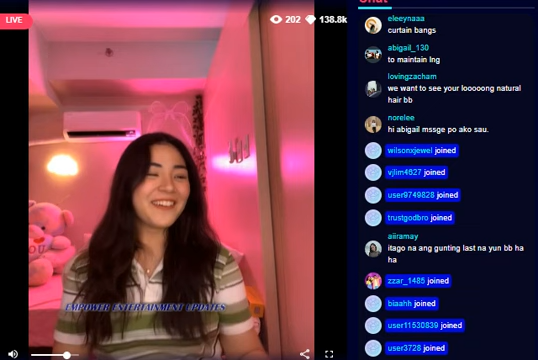 LIVE
202 138.8k
Chat
eleeynaaa
curtain bangs
abigail_130
to maintain lng
lovingzacham
we want to see your looooong natural
hair bb
norelee
hi abigail mssge po ako sau.
wilsonxjewel joined
vjlim4627 joined
user9749828 joined
trustgodbro joined
aiiramay
itago na ang gunting last na yun bb ha
ha
zzar_1485 joined
biaahh joined
user11530839 joined
user3728 joined
YOU
EMPOWER ENTERTAINMENT UPDATES